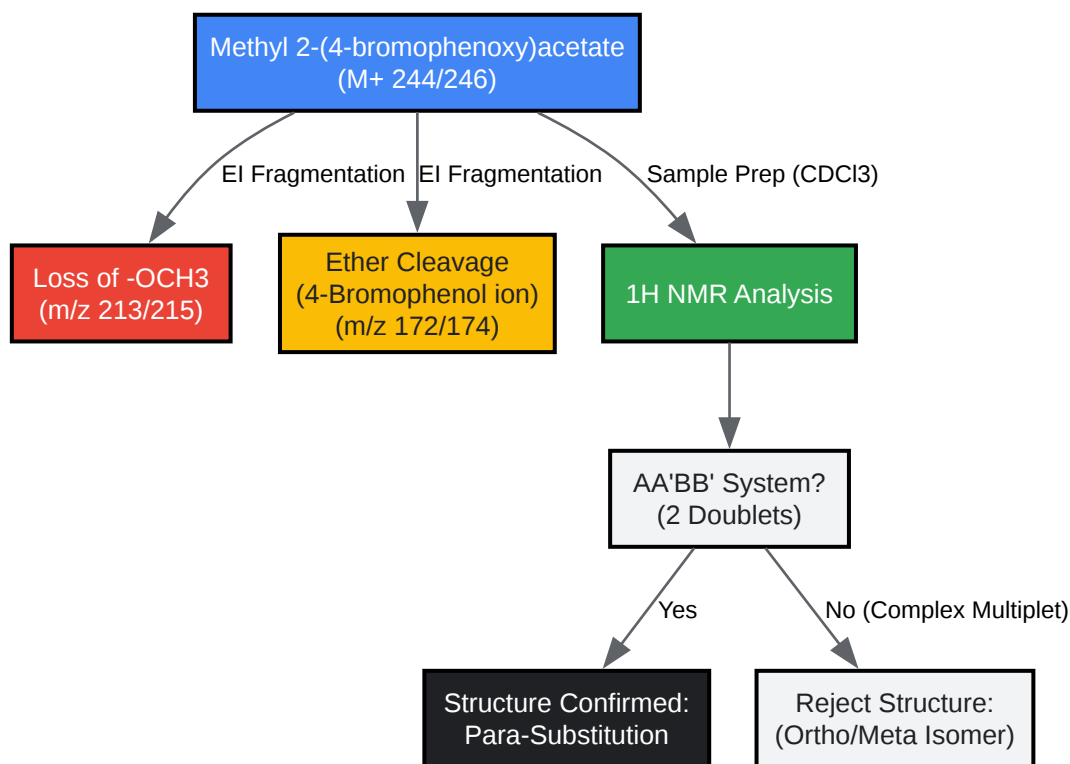 Methyl 2-(4-bromophenoxy)acetate
(M+ 244/246)
EI Fragmentation
EI Fragmentation
Sample Prep (CDCl3)
Loss of -OCH3
(m/z 213/215)
Ether Cleavage
(4-Bromophenol ion)
(m/z 172/174)
1H NMR Analysis
AA'BB' System?
(2 Doublets)
Yes
No (Complex Multiplet)
Structure Confirmed:
Para-Substitution
Reject Structure:
(Ortho/Meta Isomer)